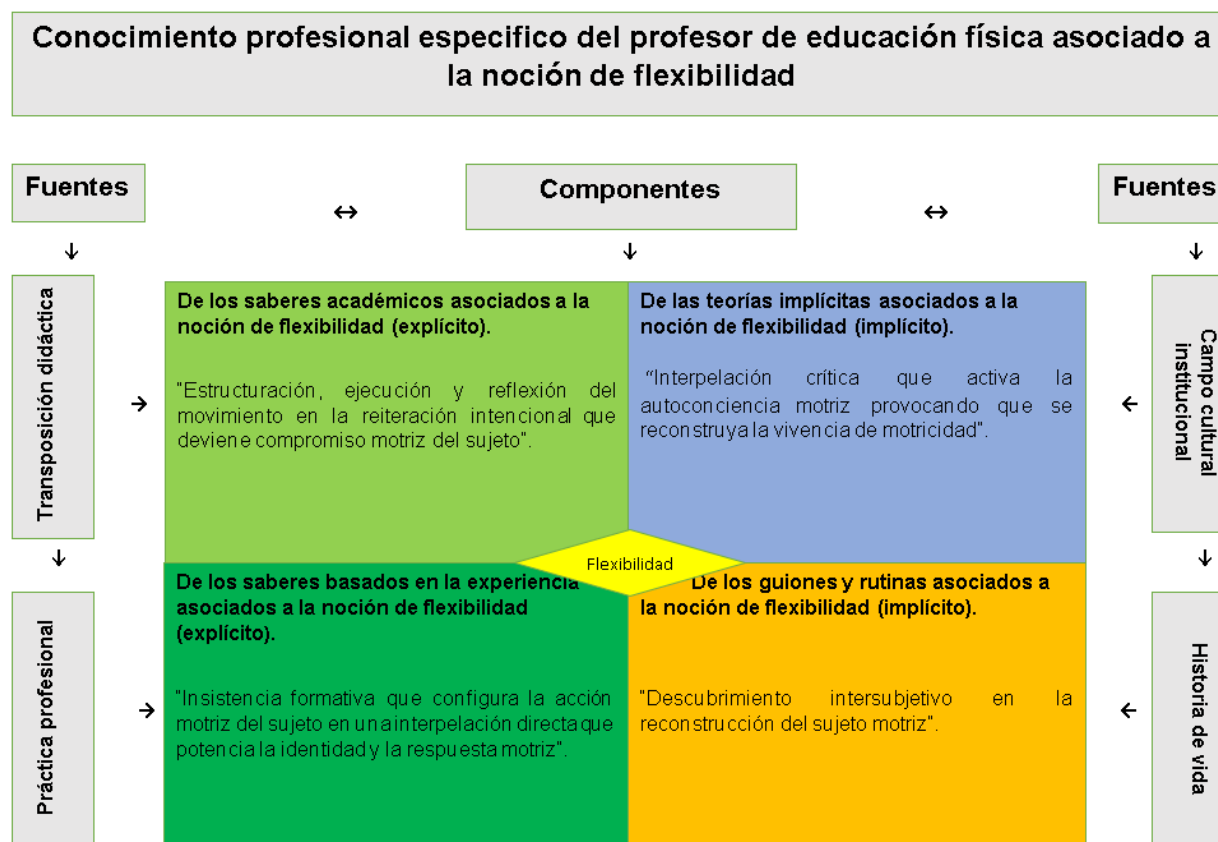 Conocimiento profesional especifico del profesor de educación física asociado a
la noción de flexibilidad
Fuentes
Componentes
Fuentes
↔
↔
↓
↓
↓
Transposición didáctica
→
De los saberes académicos asociados a la
noción de flexibilidad (explícito).
"Estructuración, ejecución y reflexión del
movimiento en la reiteración intencional que
deviene compromiso motriz del sujeto".
De las teorías implícitas asociados a la
noción de flexibilidad (implícito).
“Interpelación crítica que activa la
autoconciencia motriz provocando que se
reconstruya la vivencia de motricidad".
←
Campo cultural
institucional
↓
Flexibilidad
↓
Práctica profesional
→
De los saberes basados en la experiencia
asociados a la noción de flexibilidad
(explícito).
"Insistencia formativa que configura la acción
motriz del sujeto en una interpelación directa que
potencia la identidad y la respuesta motriz".
De los guiones y rutinas asociados a
la noción de flexibilidad (implícito).
"Descubrimiento intersubjetivo en la
reconstrucción del sujeto motriz".
←
Historia de vida